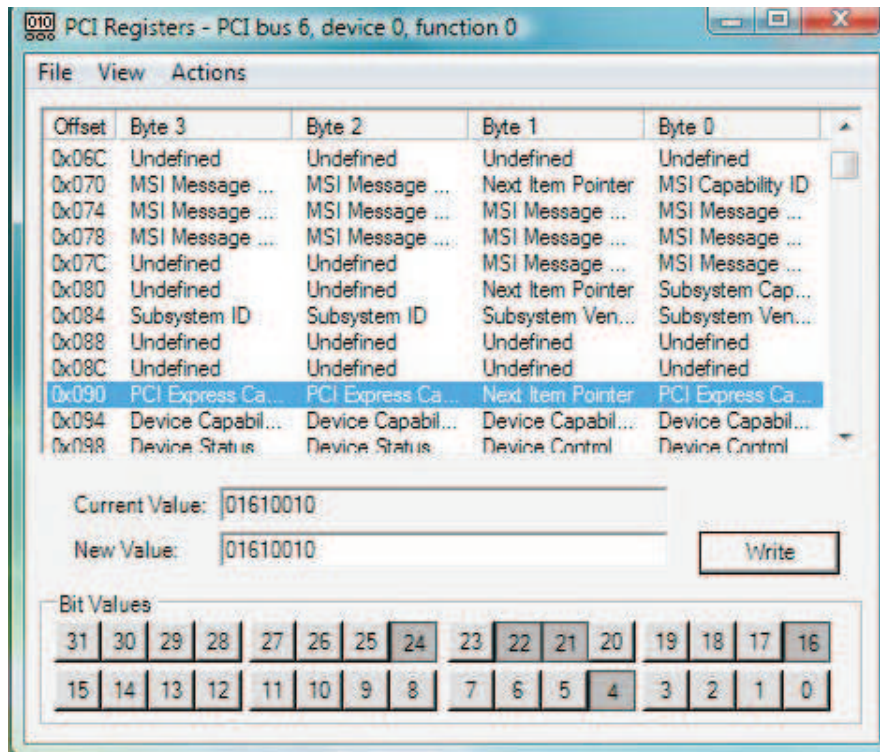 010 PCI Registers - PCI bus 6, device 0, function 0
File View Actions
Offset Byte 3 Byte 2 Byte 1 Byte 0
0x06C Undefined Undefined Undefined Undefined
0x070 MSI Message ... MSI Message ... Next Item Pointer MSI Capability ID
0x074 MSI Message ... MSI Message ... MSI Message ... MSI Message ...
0x078 MSI Message ... MSI Message ... MSI Message ... MSI Message ...
0x07C Undefined Undefined MSI Message ... MSI Message ...
0x080 Undefined Undefined Next Item Pointer Subsystem Cap...
0x084 Subsystem ID Subsystem ID Subsystem Ven... Subsystem Ven...
0x088 Undefined Undefined Undefined Undefined
0x08C Undefined Undefined Undefined Undefined
0x090 PCI Express Ca... PCI Express Ca... Next Item Pointer PCI Express Ca...
0x094 Device Capabil... Device Capabil... Device Capabil... Device Capabil...
0x098 Device Status Device Status Device Control Device Control
Current Value: 01610010
New Value: 01610010
Write
Bit Values
31 30 29 28 27 26 25 24 23 22 21 20 19 18 17 16
15 14 13 12 11 10 9 8 7 6 5 4 3 2 1 0